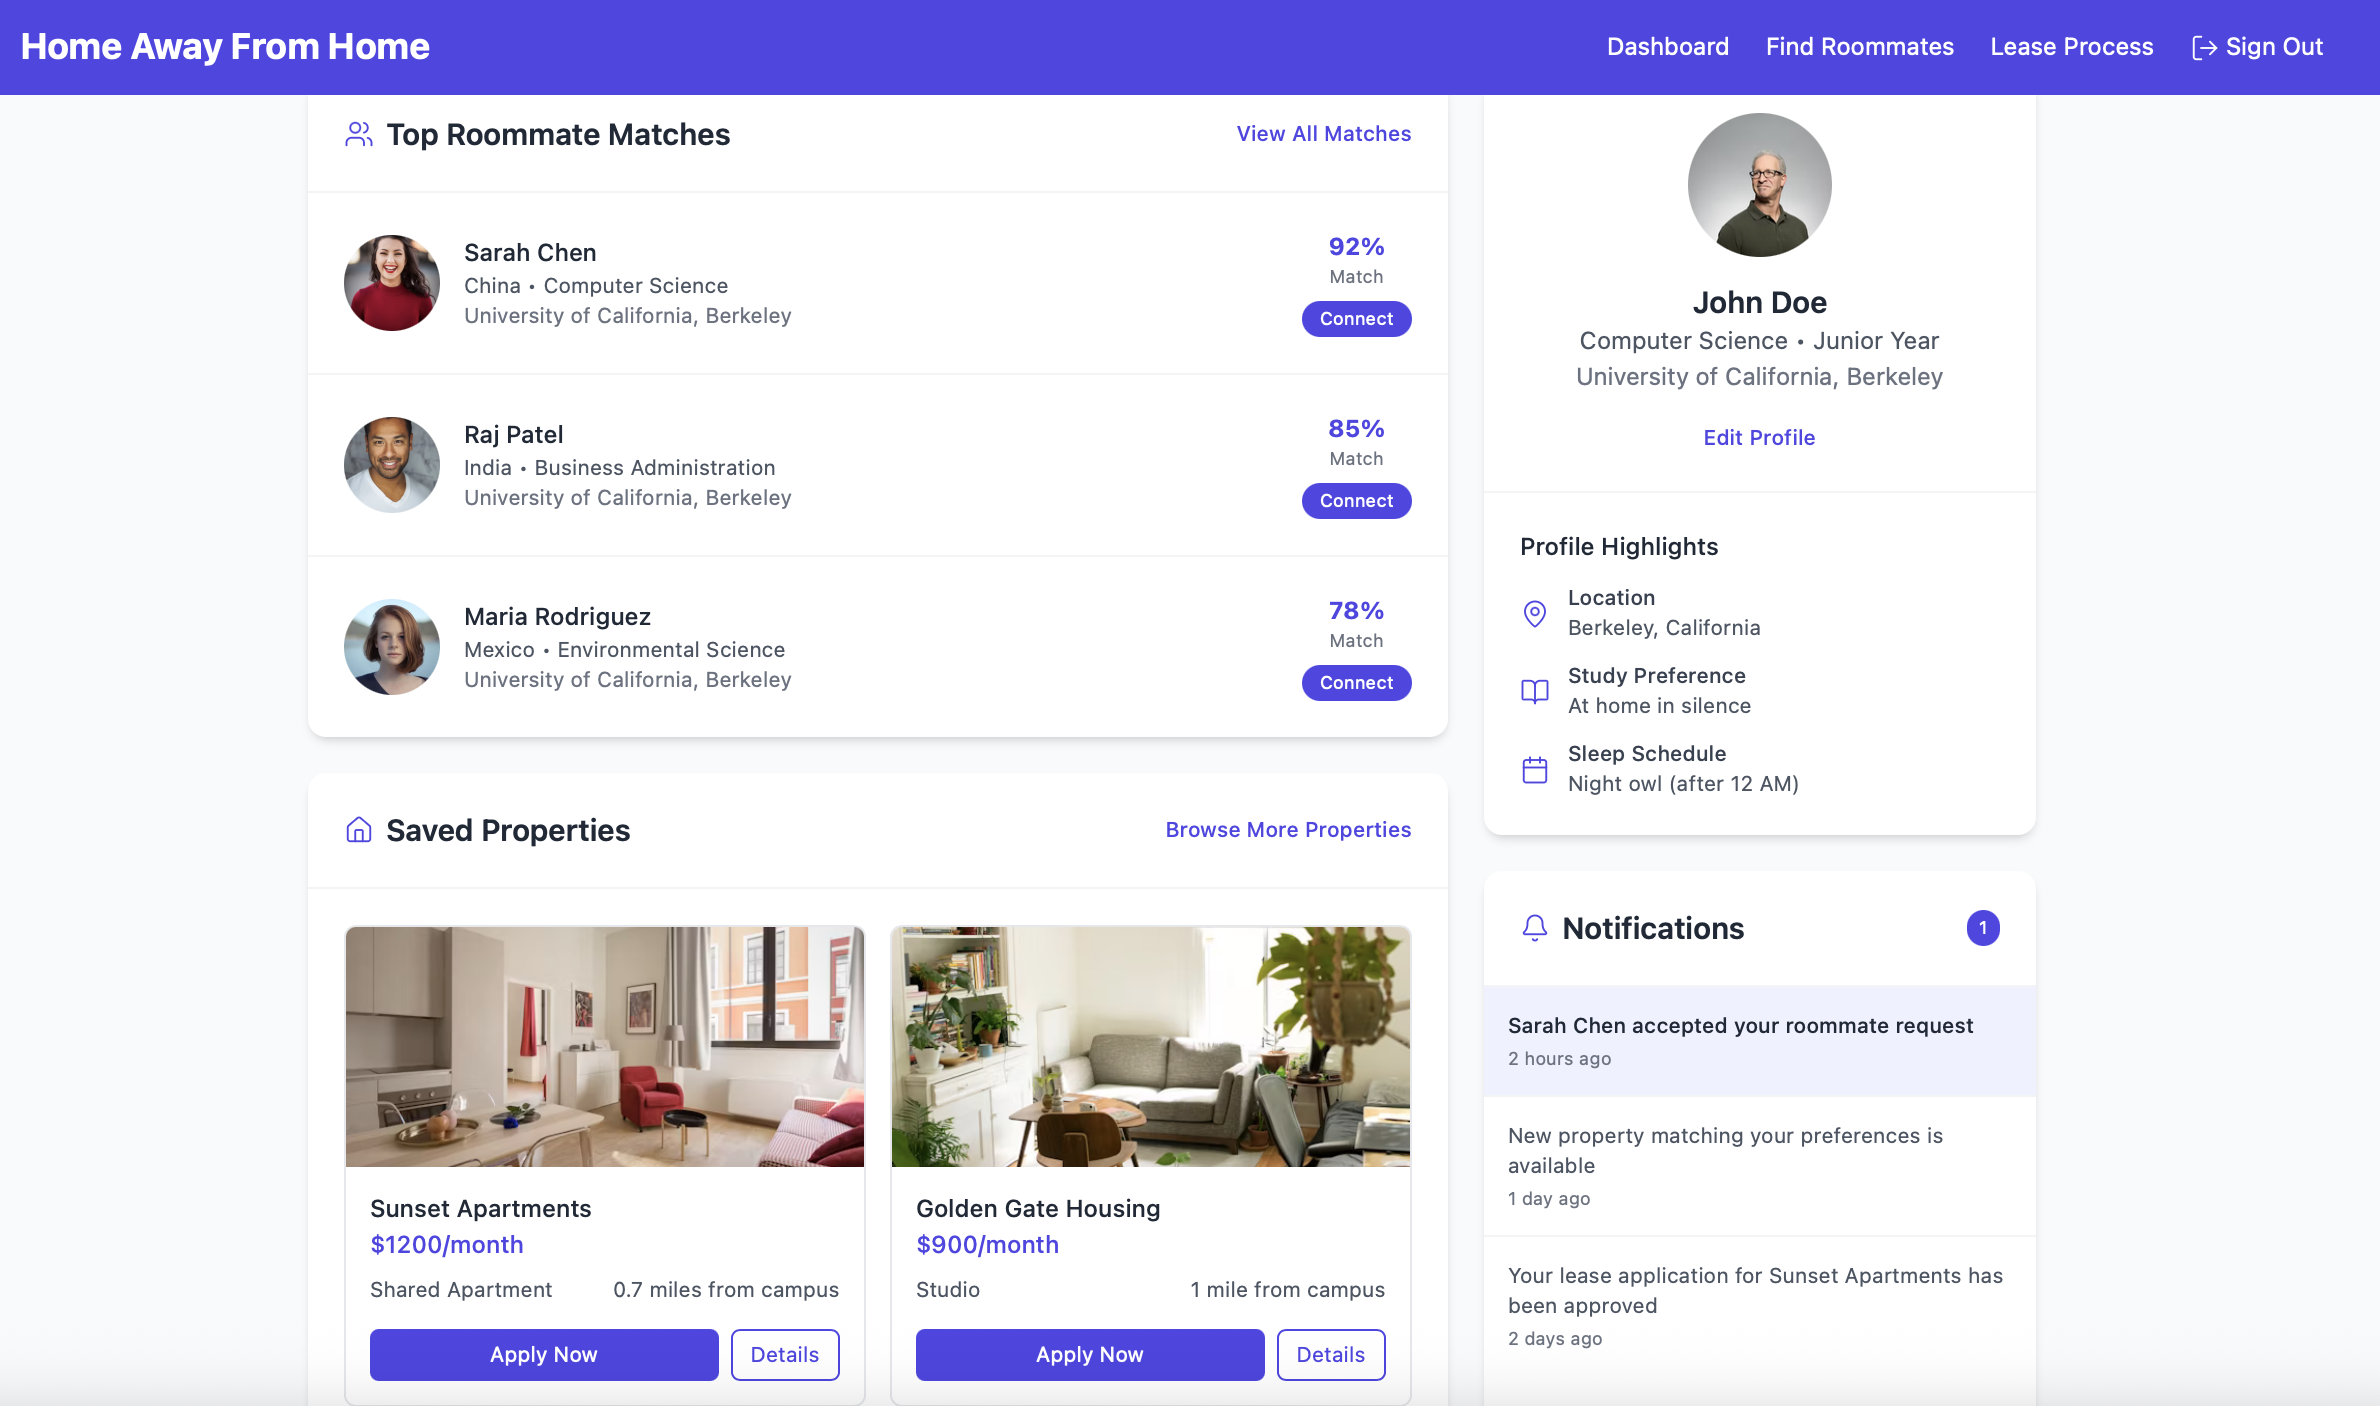 Home Away From Home
Dashboard
Find Roommates
Lease Process
Sign Out
Top Roommate Matches
View All Matches
Sarah Chen
China • Computer Science
University of California, Berkeley
92%
Match
Connect
Raj Patel
India • Business Administration
University of California, Berkeley
85%
Match
Connect
Maria Rodriguez
Mexico • Environmental Science
University of California, Berkeley
78%
Match
Connect
Saved Properties
Browse More Properties
Sunset Apartments
$1200/month
Shared Apartment
0.7 miles from campus
Apply Now
Details
Golden Gate Housing
$900/month
Studio
1 mile from campus
Apply Now
Details
John Doe
Computer Science • Junior Year
University of California, Berkeley
Edit Profile
Profile Highlights
Location
Berkeley, California
Study Preference
At home in silence
Sleep Schedule
Night owl (after 12 AM)
Notifications
1
Sarah Chen accepted your roommate request
2 hours ago
New property matching your preferences is
available
1 day ago
Your lease application for Sunset Apartments has
been approved
2 days ago